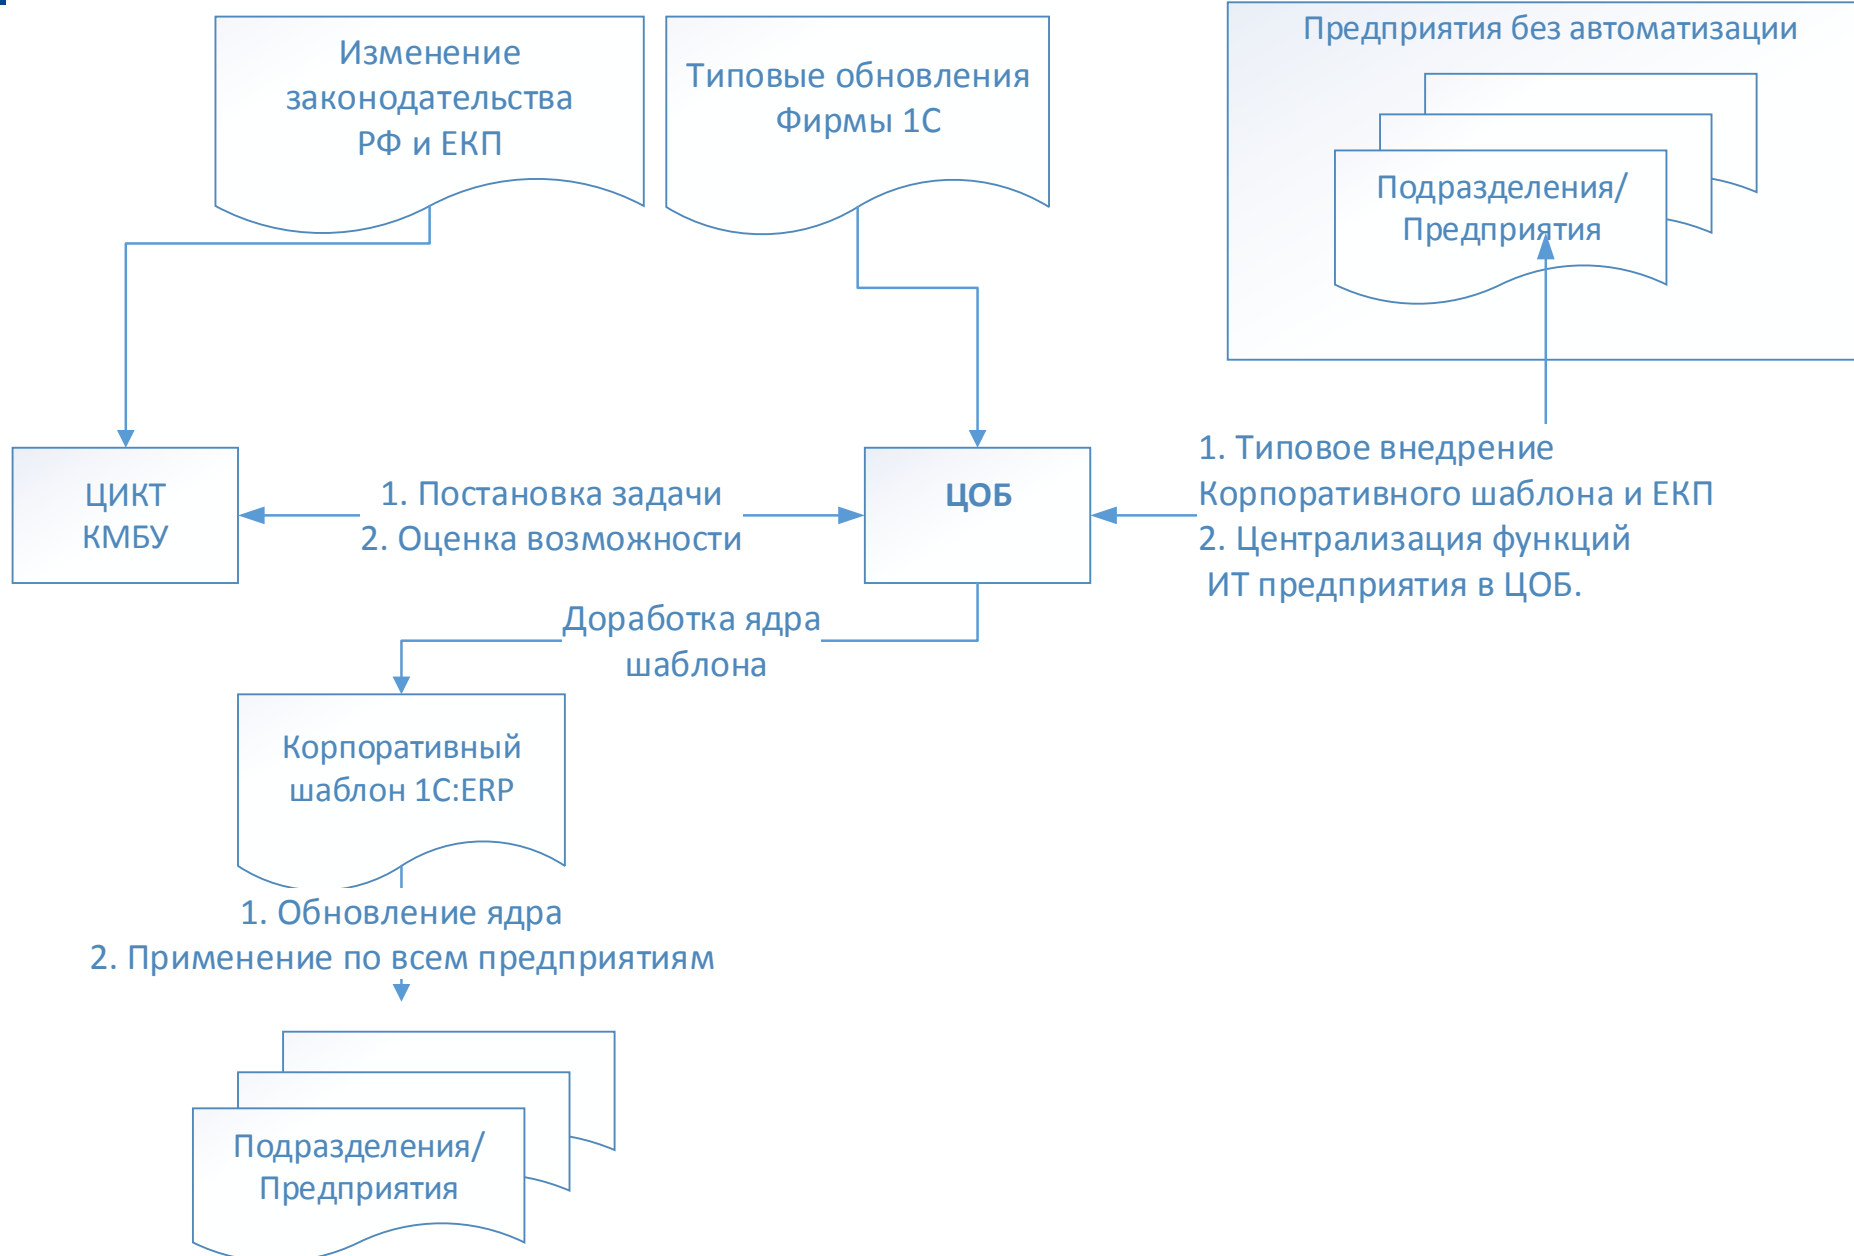 Изменение
законодательства
РФ и ЕКП
Типовые обновления
Фирмы 1С
Предприятия без автоматизации
Подразделения/
Предприятия
ЦИКТ
КМБУ
1. Постановка задачи
2. Оценка возможности
ЦОБ
1. Типовое внедрение
Корпоративного шаблона и ЕКП
2. Централизация функций
ИТ предприятия в ЦОБ.
Доработка ядра
шаблона
Корпоративный
шаблон 1С:ERP
1. Обновление ядра
2. Применение по всем предприятиям
Подразделения/
Предприятия